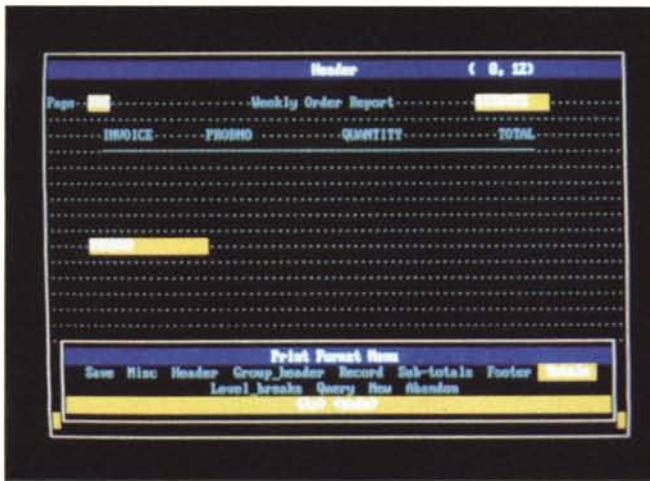 Header ( 0, 12)
Page Weekly Order Report
INVOICE PRODNO QUANTITY TOTAL
Print Format Menu
Save Misc Header Group_header Record Sub-totals Footer
Level_breaks Query New Abandon